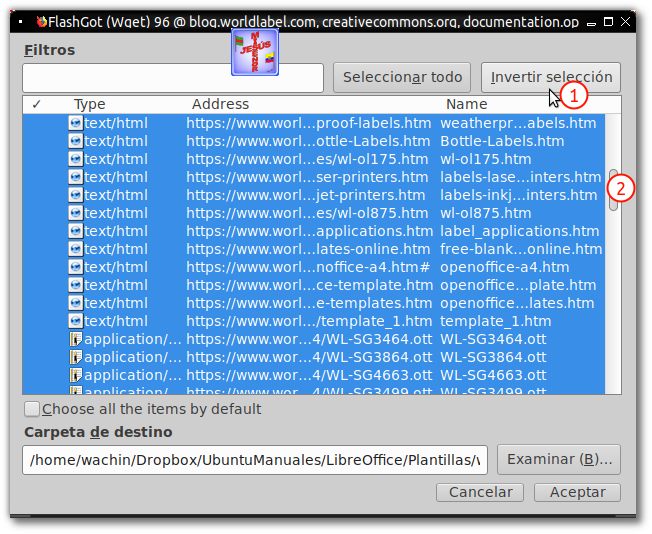 FlashGot (Wget) 96 @ blog.worldlabel.com, creativecommons.org, documentation.op
Filtros
MI SEÑOR
JESÚS
Seleccionar todo
Invertir selección
1
✓ Type Address Name
text/html https://www.worl...proof-labels.htm weatherpr...abels.htm
text/html https://www.worl...ottle-Labels.htm Bottle-Labels.htm
text/html https://www.worl...es/wl-ol175.htm wl-ol175.htm
text/html https://www.worl...ser-printers.htm labels-lase...inters.htm
2
text/html https://www.worl...jet-printers.htm labels-inkj...inters.htm
text/html https://www.worl...es/wl-ol875.htm wl-ol875.htm
text/html https://www.worl...applications.htm label_applications.htm
text/html https://www.worl...lates-online.htm free-blank...online.htm
text/html https://www.worl...noffice-a4.htm# openoffice-a4.htm
text/html https://www.worl...ce-template.htm openoffice...plate.htm
text/html https://www.worl...e-templates.htm openoffice...lates.htm
text/html https://www.worl.../template_1.htm template_1.htm
application/... https://www.wor...4/WL-SG3464.ott WL-SG3464.ott
application/... https://www.wor...4/WL-SG3864.ott WL-SG3864.ott
application/... https://www.wor...4/WL-SG4663.ott WL-SG4663.ott
application/... https://www.wor...4/WL-SG3499.ott WL-SG3499.ott
Choose all the items by default
Carpeta de destino
/home/wachin/Dropbox/UbuntuManuales/LibreOffice/Plantillas/w
Examinar (B)...
Cancelar
Aceptar